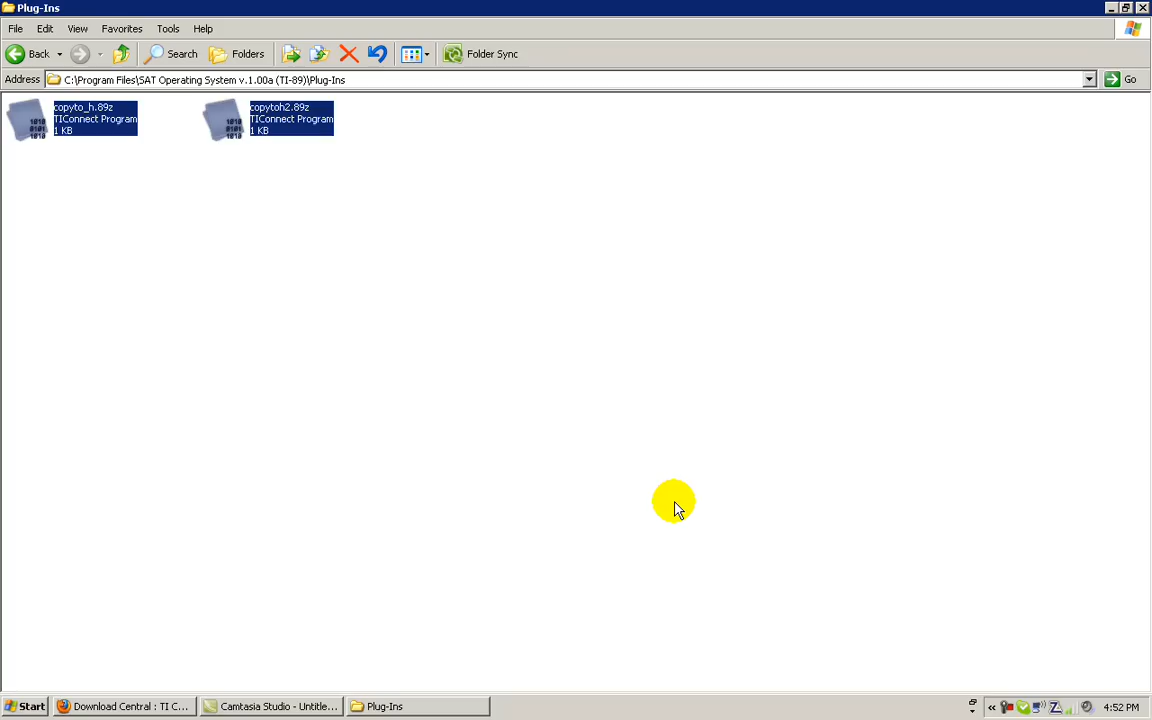 Plug-Ins
File Edit View Favorites Tools Help
Back Search Folders Folder Sync
Address C:\Program Files\SAT Operating System v.1.00a (TI-89)\Plug-Ins Go
copyto_h.89z
TIConnect Program
1 KB
copytoh2.89z
TIConnect Program
1 KB
Start Download Central : TI C... Camtasia Studio - Untitle... Plug-Ins « 4:52 PM